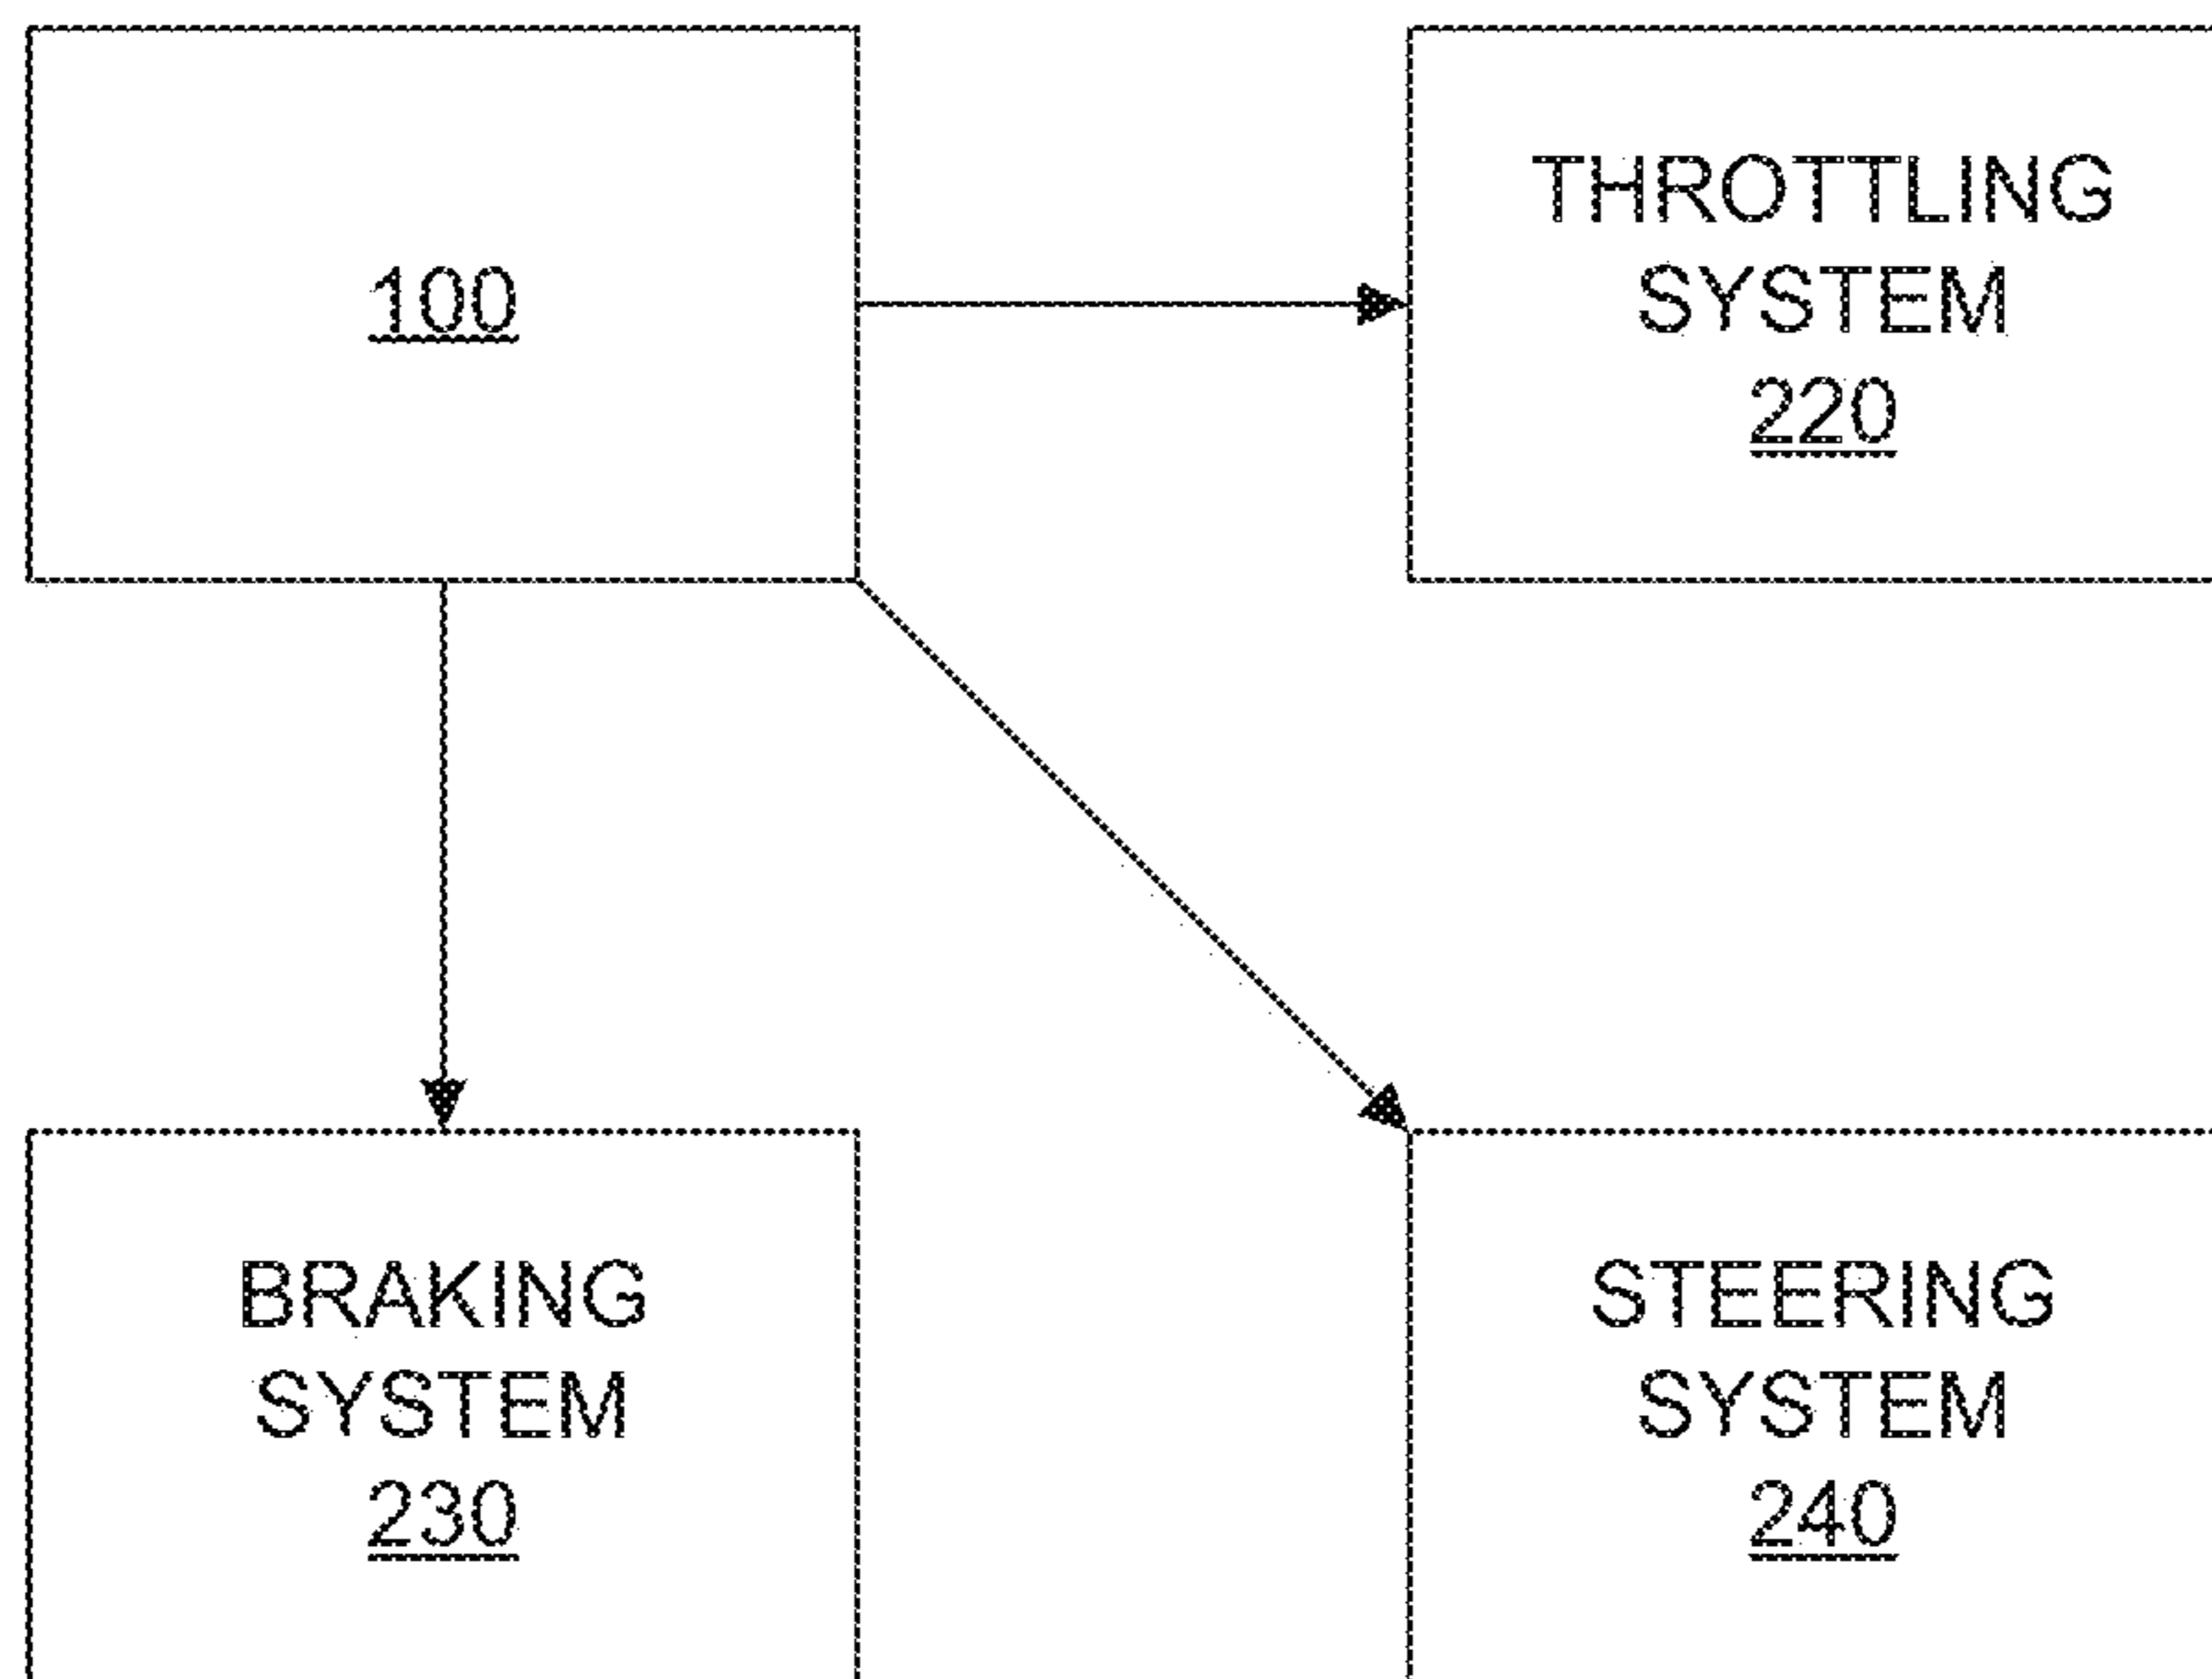 100
THROTTLING
SYSTEM
220
BRAKING
SYSTEM
230
STEERING
SYSTEM
240